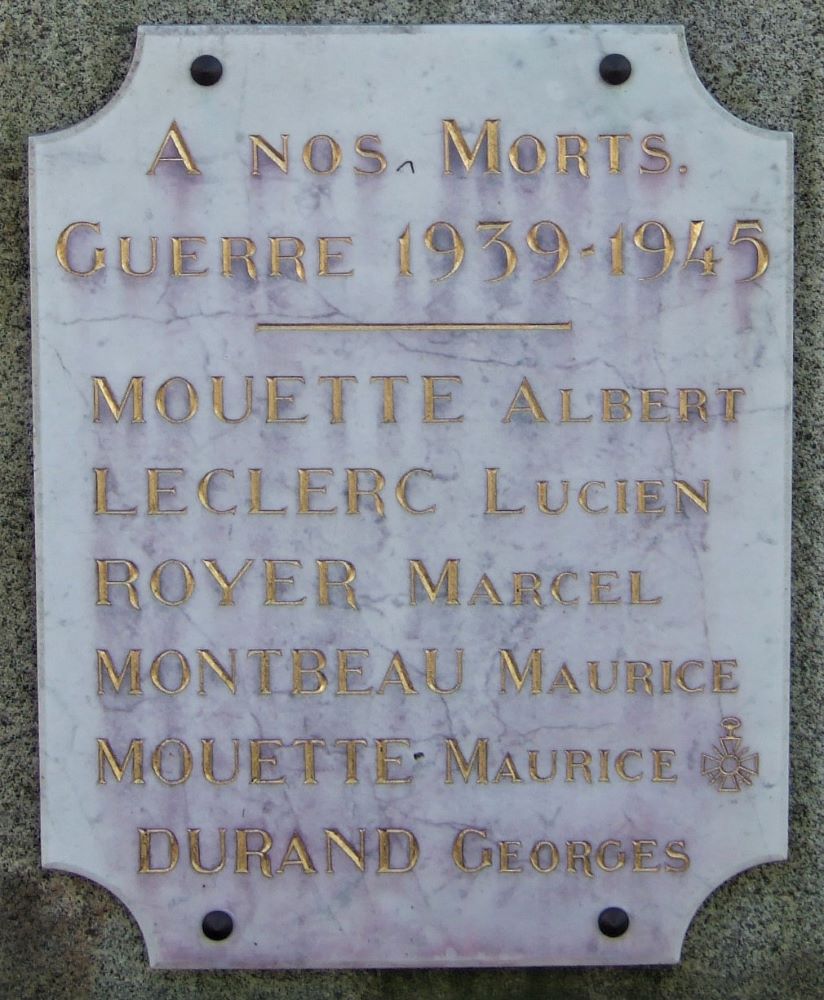 A NOS MORTS.
GUERRE 1939-1945
MOUETTE ALBERT
LECLERC LUCIEN
ROYER MARCEL
MONTBEAU MAURICE
MOUETTE MAURICE
DURAND GEORGES